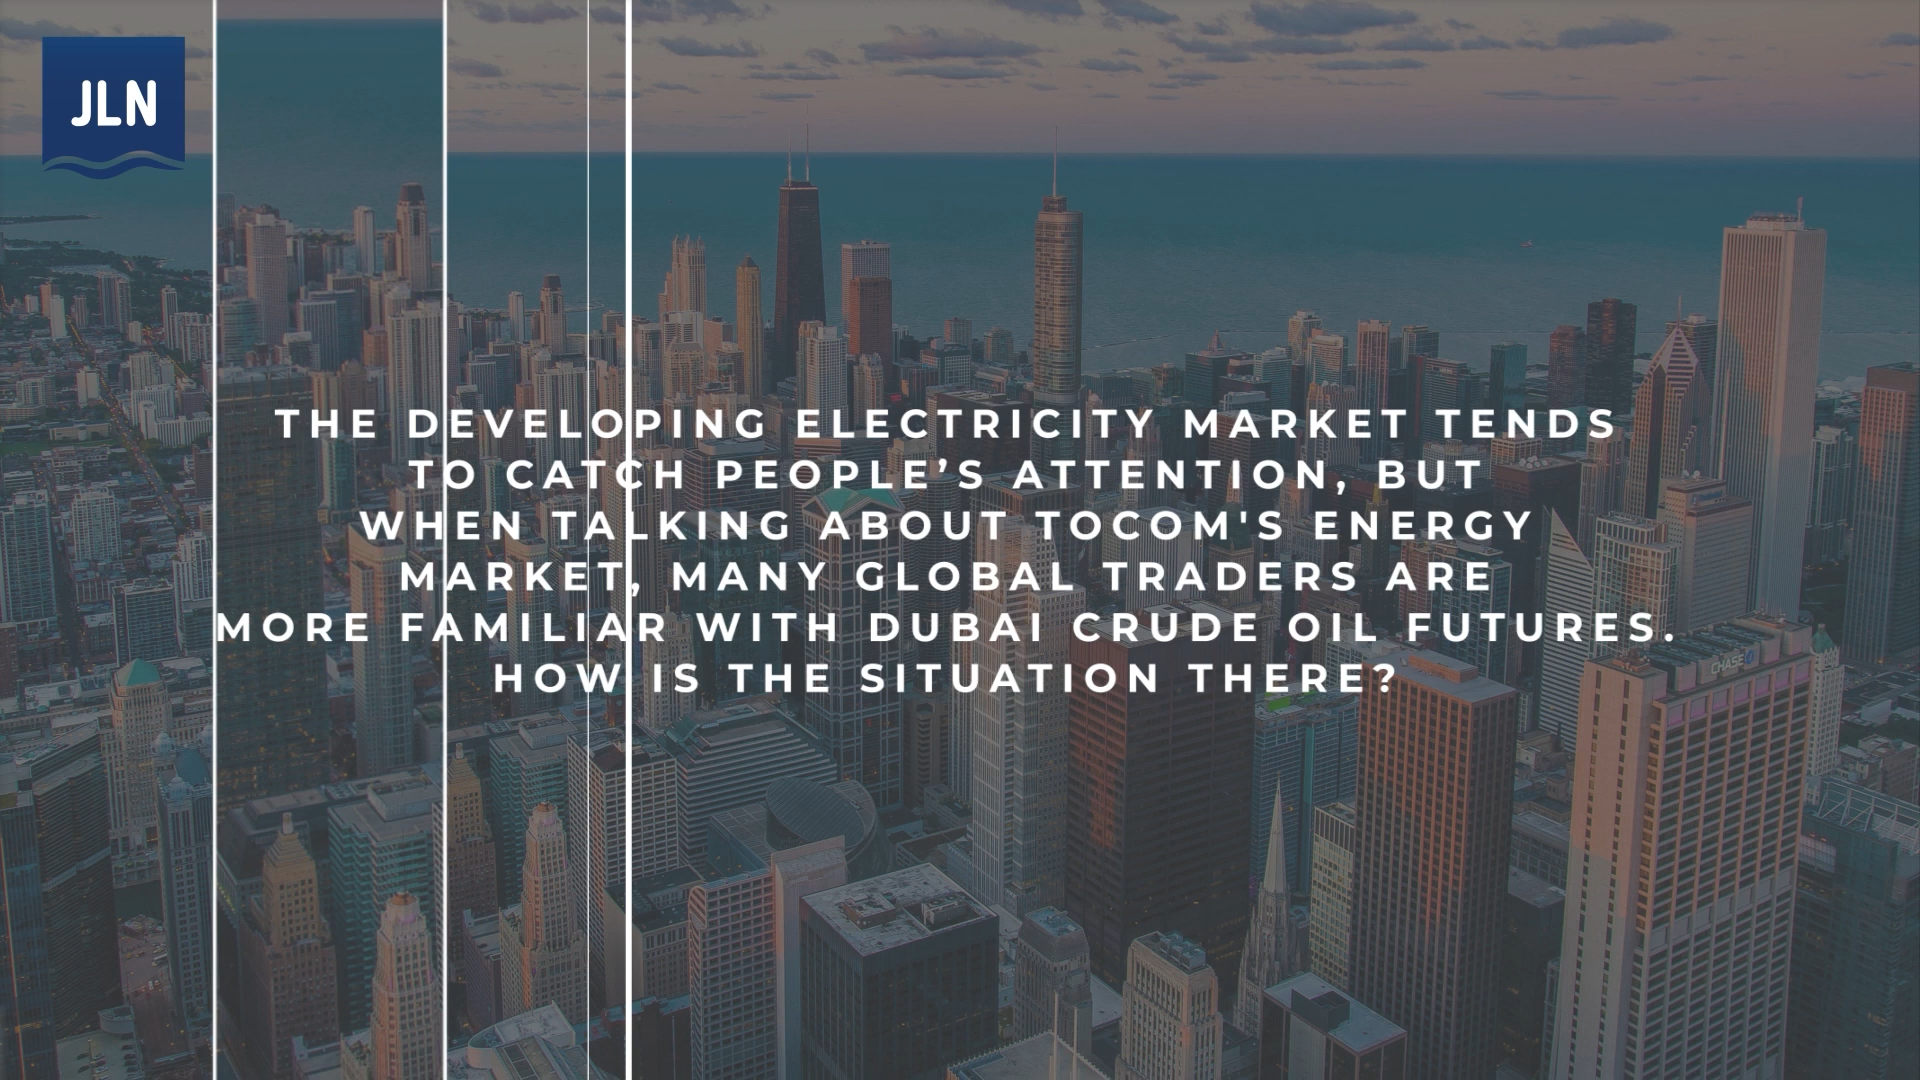 JLN
THE DEVELOPING ELECTRICITY MARKET TENDS
TO CATCH PEOPLE’S ATTENTION, BUT
WHEN TALKING ABOUT TOCOM'S ENERGY
MARKET, MANY GLOBAL TRADERS ARE
MORE FAMILIAR WITH DUBAI CRUDE OIL FUTURES.
HOW IS THE SITUATION THERE?
CHASE